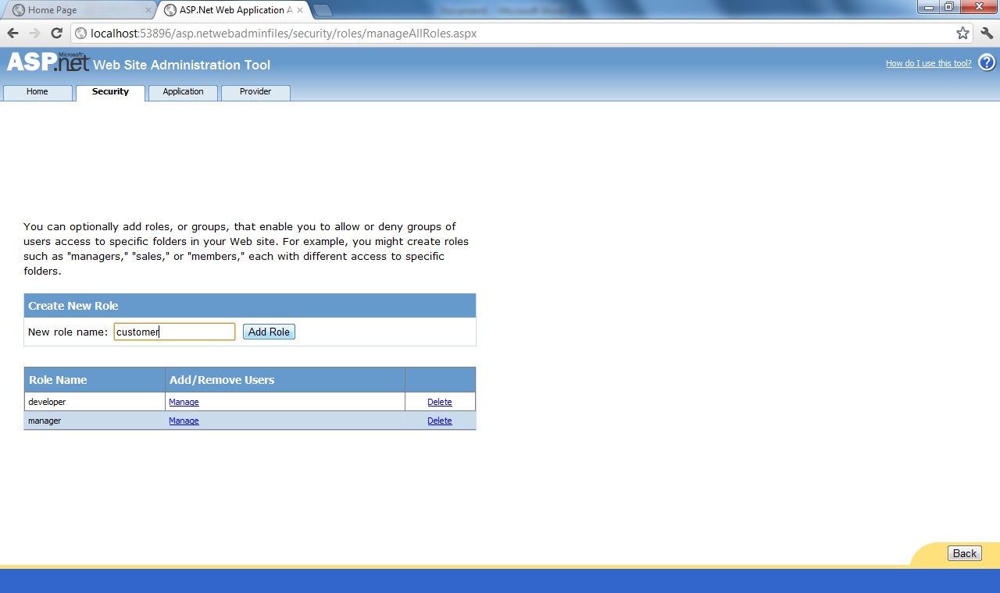 Home Page
ASP.Net Web Application A
localhost:53896/asp.netwebadminfiles/security/roles/manageAllRoles.aspx
Microsoft
ASP.net Web Site Administration Tool
How do I use this tool? ?
Home Security Application Provider
You can optionally add roles, or groups, that enable you to allow or deny groups of
users access to specific folders in your Web site. For example, you might create roles
such as "managers," "sales," or "members," each with different access to specific
folders.
Create New Role
New role name: customer Add Role
Role Name Add/Remove Users
developer Manage Delete
manager Manage Delete
Back